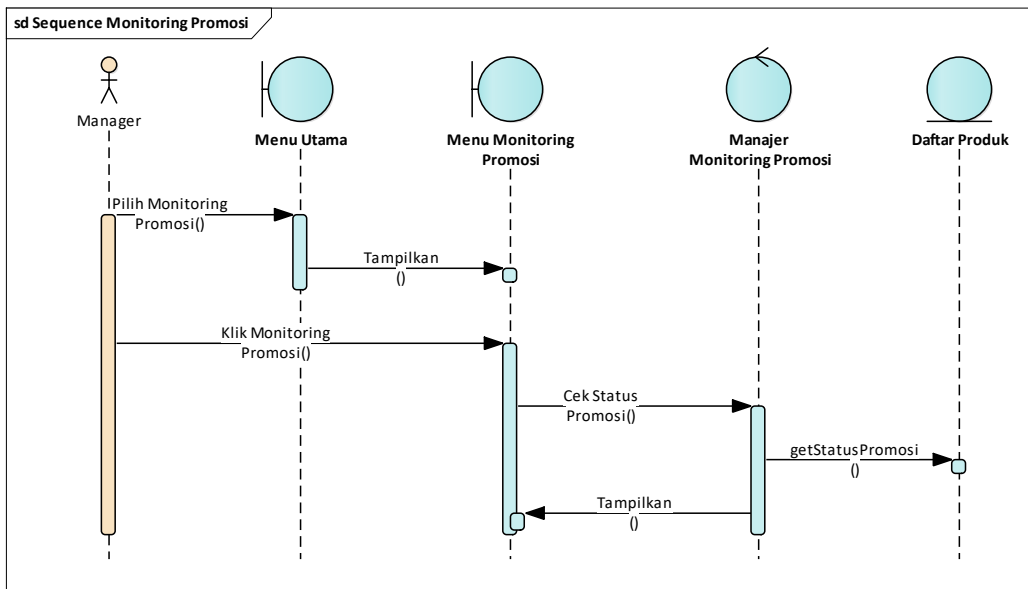 sd Sequence Monitoring Promosi
Manager
Menu Utama
Menu Monitoring
Promosi
Manajer
Monitoring Promosi
Daftar Produk
Pilih Monitoring
Promosi()
Tampilkan
()
Klik Monitoring
Promosi()
Cek Status
Promosi()
getStatusPromosi
()
Tampilkan
()